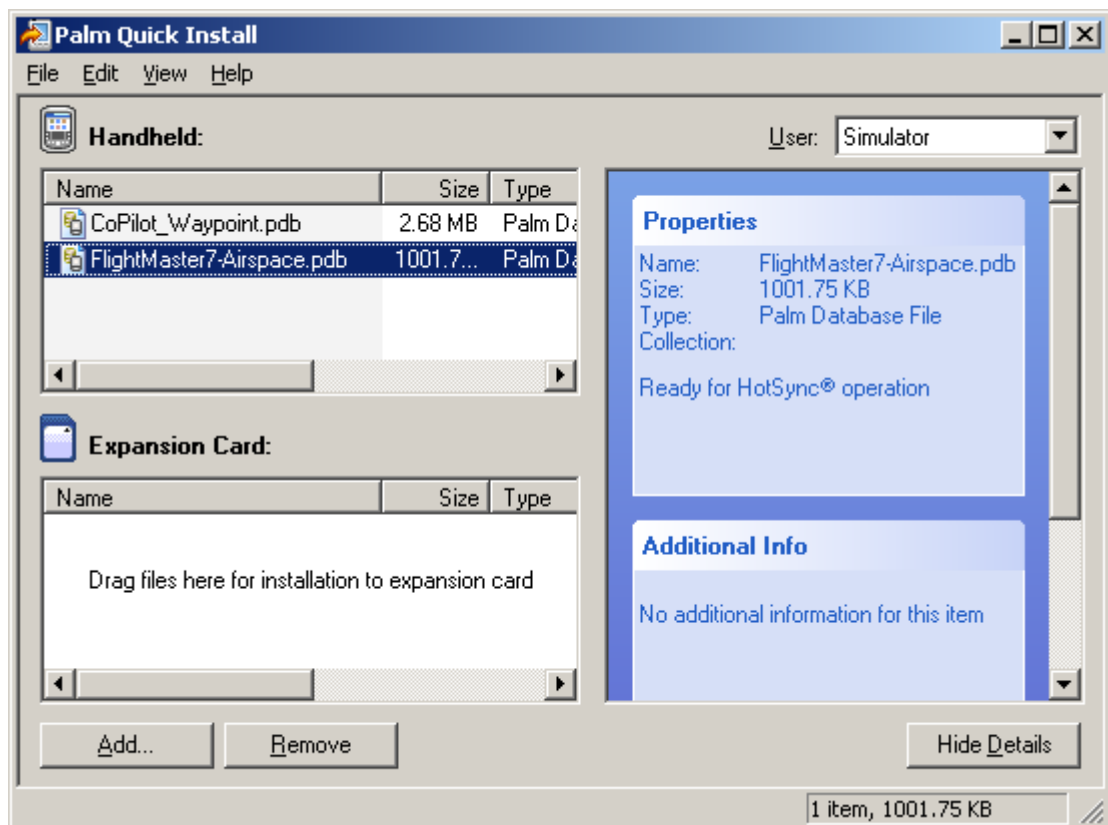 Palm Quick Install
File Edit View Help
Handheld:
User: Simulator
Name Size Type
CoPilot_Waypoint.pdb 2.68 MB Palm Da
FlightMaster7-Airspace.pdb 1001.7... Palm Da
Expansion Card:
Name Size Type
Drag files here for installation to expansion card
Add... Remove
Properties
Name: FlightMaster7-Airspace.pdb
Size: 1001.75 KB
Type: Palm Database File
Collection:
Ready for HotSync® operation
Additional Info
No additional information for this item
Hide Details
1 item, 1001.75 KB